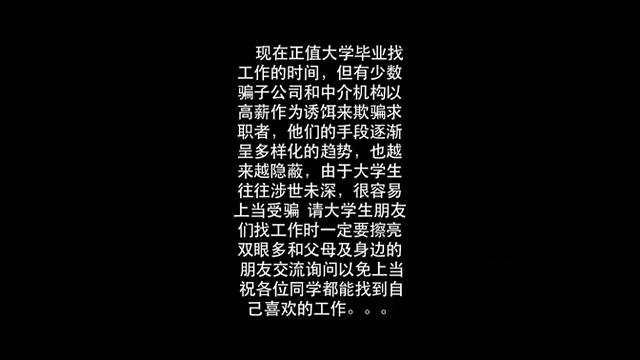 现在正值大学毕业找
工作的时间，但有少数
骗子公司和中介机构以
高薪作为诱饵来欺骗求
职者，他们的手段逐渐
呈多样化的趋势，也越
来越隐蔽，由于大学生
往往涉世未深，很容易
上当受骗 请大学生朋友
们找工作时一定要擦亮
双眼多和父母及身边的
朋友交流询问以免上当
祝各位同学都能找到自
己喜欢的工作。。。